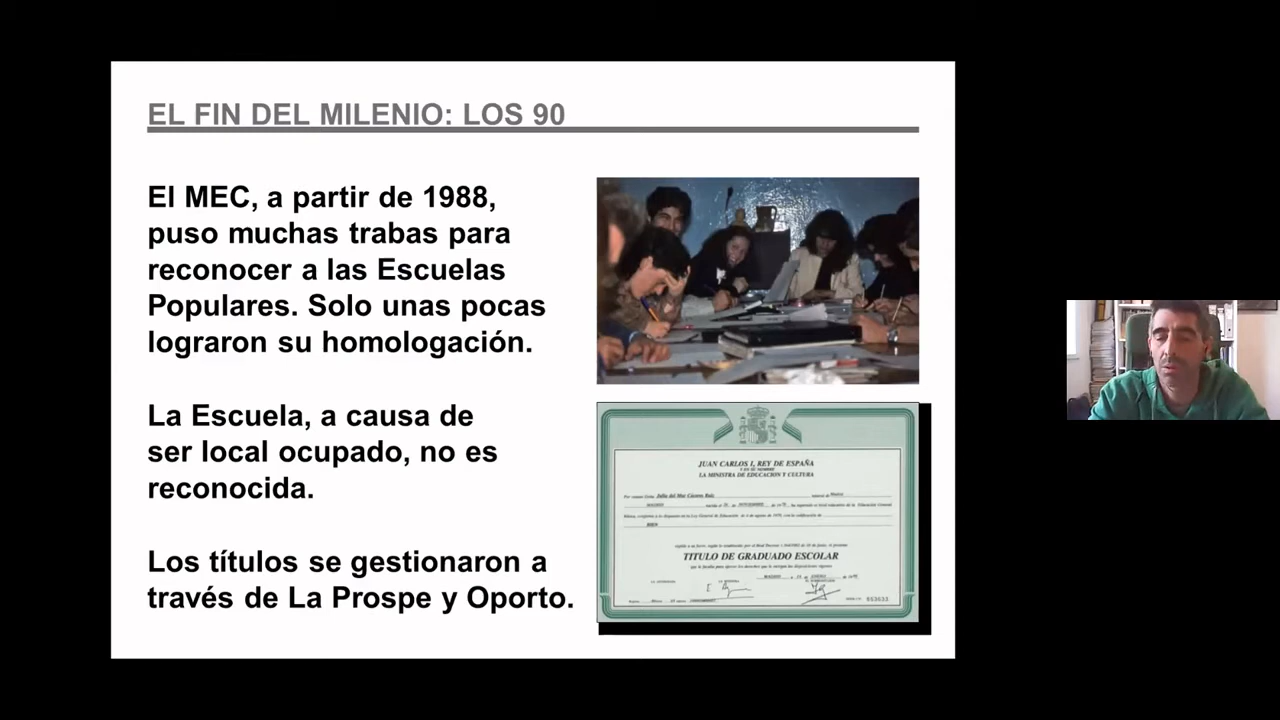 EL FIN DEL MILENIO: LOS 90
El MEC, a partir de 1988,
puso muchas trabas para
reconocer a las Escuelas
Populares. Solo unas pocas
lograron su homologación.
La Escuela, a causa de
ser local ocupado, no es
reconocida.
Los títulos se gestionaron a
través de La Prospe y Oporto.
JUAN CARLOS I, REY DE ESPAÑA
LA MINISTRA DE EDUCACION Y CULTURA
TITULO DE GRADUADO ESCOLAR